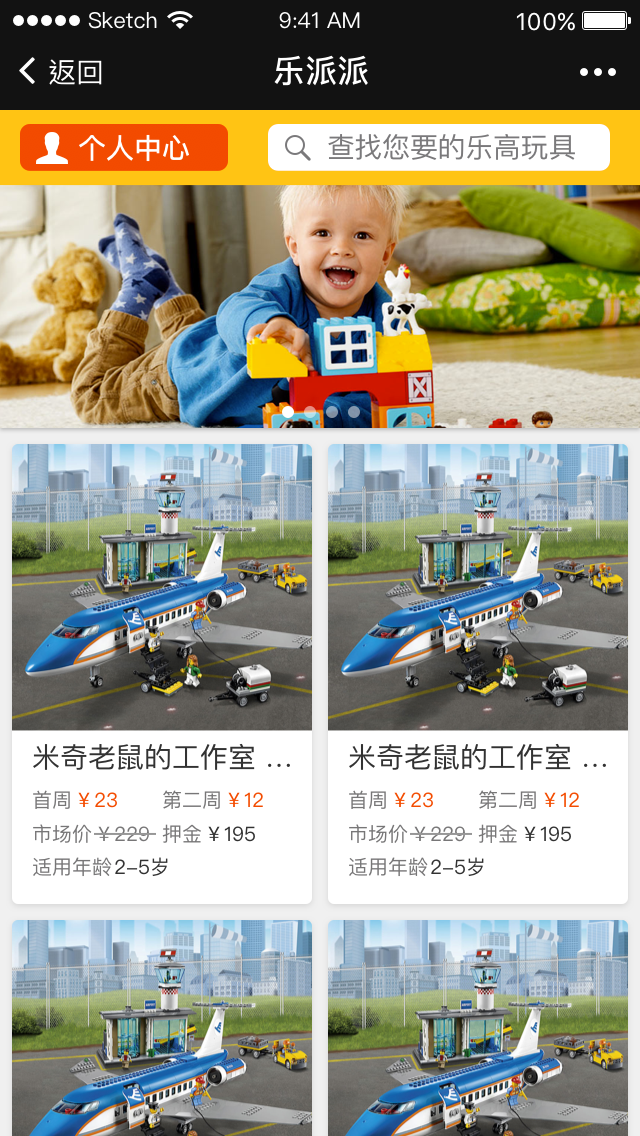 Sketch 9:41 AM 100%
返回 乐派派
个人中心 查找您要的乐高玩具
米奇老鼠的工作室 …
首周 ¥23 第二周 ¥12
市场价 ¥229 押金 ¥195
适用年龄 2-5岁
米奇老鼠的工作室 …
首周 ¥23 第二周 ¥12
市场价 ¥229 押金 ¥195
适用年龄 2-5岁